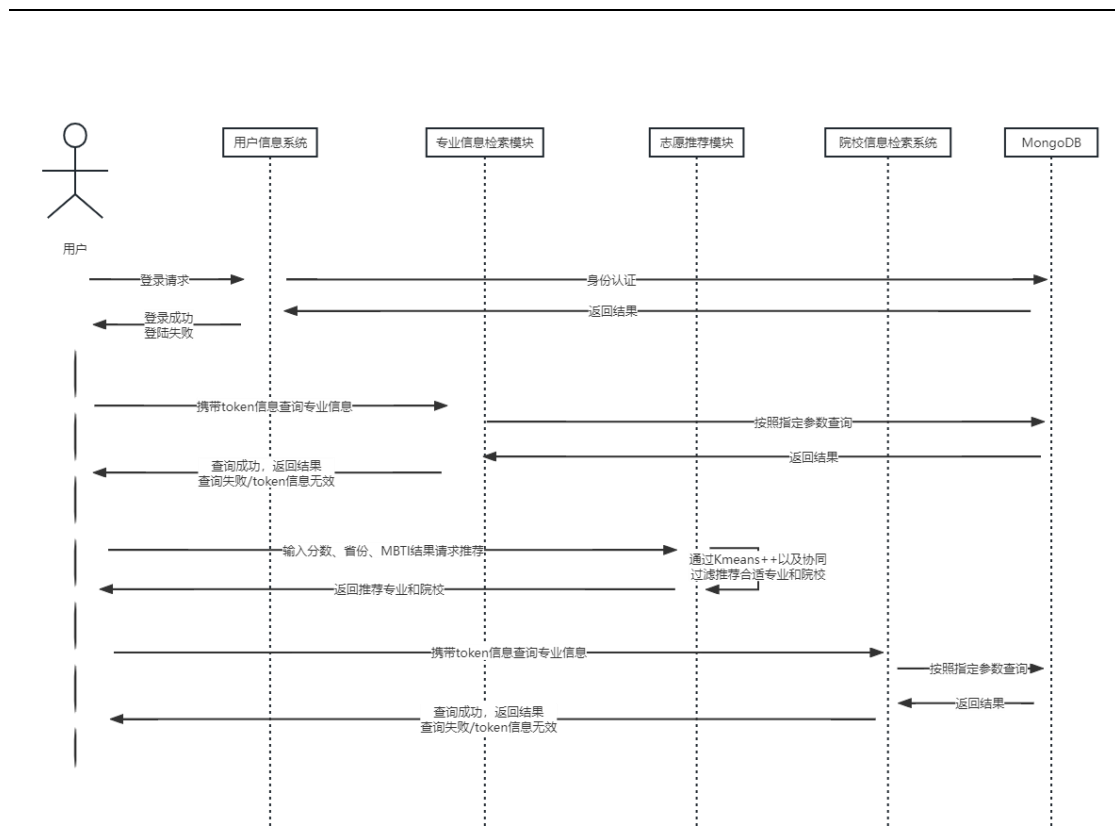 用户信息系统
专业信息检索模块
志愿推荐模块
院校信息检索系统
MongoDB
用户
登录请求
身份认证
返回结果
登录成功
登陆失败
携带token信息查询专业信息
按照指定参数查询
返回结果
查询成功，返回结果
查询失败/token信息无效
输入分数、省份、MBTI结果请求推荐
通过Kmeans++以及协同
过滤推荐合适专业和院校
返回推荐专业和院校
携带token信息查询专业信息
按照指定参数查询
返回结果
查询成功，返回结果
查询失败/token信息无效